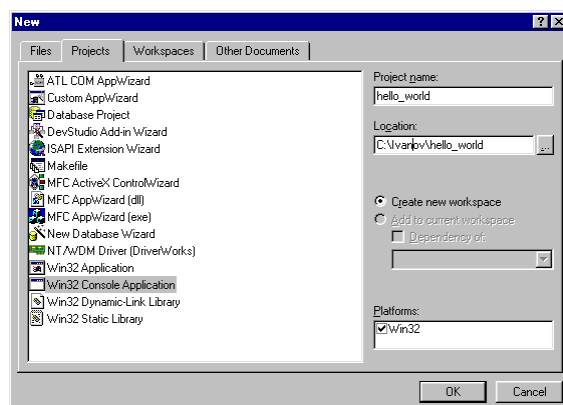 New
Files Projects Workspaces Other Documents
ATL COM AppWizard
Custom AppWizard
Database Project
DevStudio Add-in Wizard
ISAPI Extension Wizard
Makefile
MFC ActiveX ControlWizard
MFC AppWizard (dll)
MFC AppWizard (exe)
New Database Wizard
NT/WDM Driver (DriverWorks)
Win32 Application
Win32 Console Application
Win32 Dynamic-Link Library
Win32 Static Library
Project name:
hello_world
Location:
C:\Ivanov\hello_world
...
Create new workspace
Add to current workspace
Dependency of:
Platforms:
Win32
OK Cancel